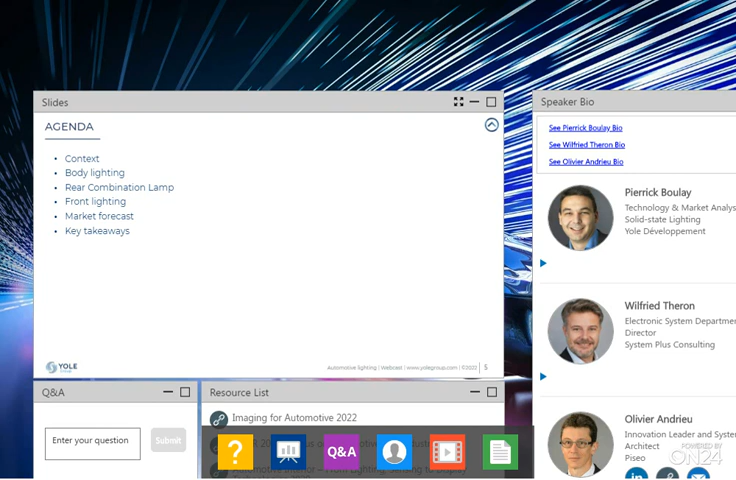 Slides
AGENDA
• Context
• Body lighting
• Rear Combination Lamp
• Front lighting
• Market forecast
• Key takeaways
YOLE
Automotive lighting | Webcast | www.yolegroup.com | ©2022
5
Speaker Bio
See Pierrick Boulay Bio
See Wilfried Theron Bio
See Olivier Andrieu Bio
Pierrick Boulay
Technology & Market Analys
Solid-state Lighting
Yole Développement
Wilfried Theron
Electronic System Departme
Director
System Plus Consulting
Olivier Andrieu
Innovation Leader and Syste
Architect
Piseo
in
POWERED BY
ON24
Q&A
Enter your question
Submit
Resource List
Imaging for Automotive 2022
?
Q&A